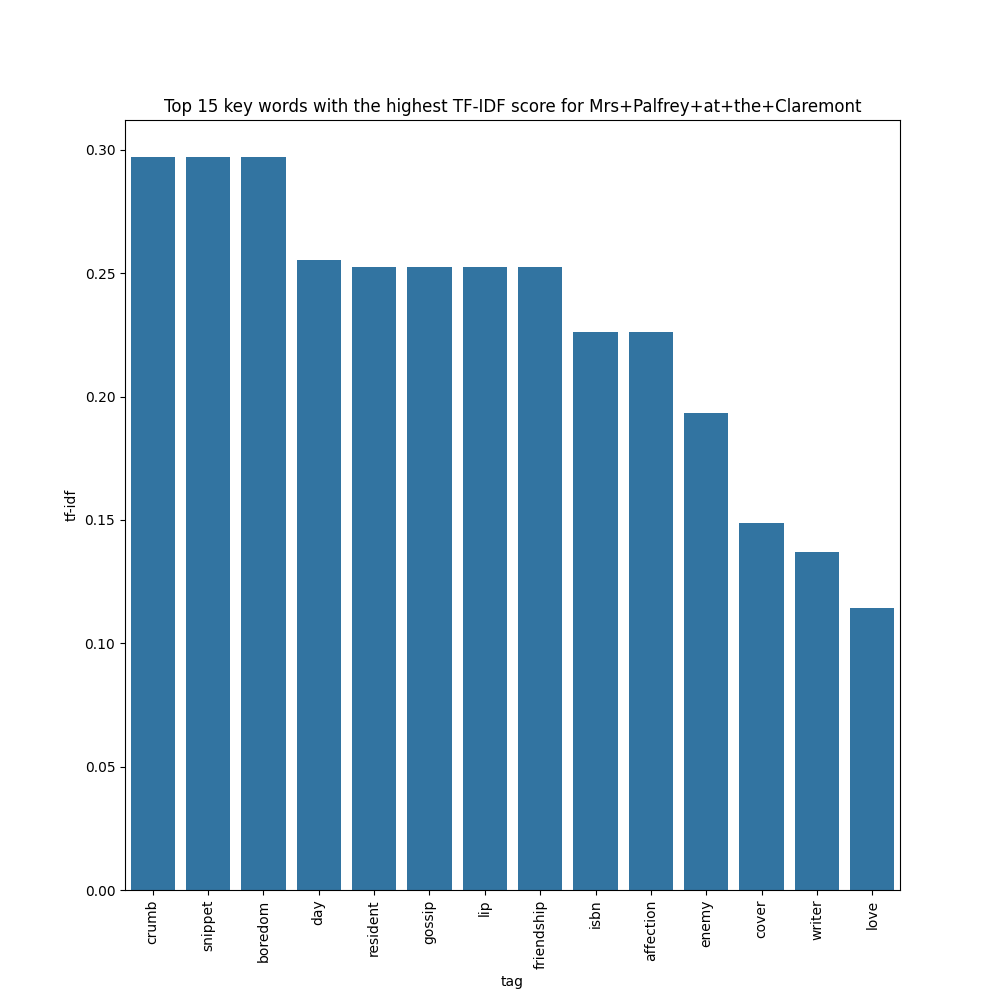 Top 15 key words with the highest TF-IDF score for Mrs+Palfrey+at+the+Claremont
0.30
0.25
0.20
0.15
0.10
0.05
0.00
tf-idf
crumb
snippet
boredom
day
resident
gossip
lip
friendship
isbn
affection
enemy
cover
writer
love
tag